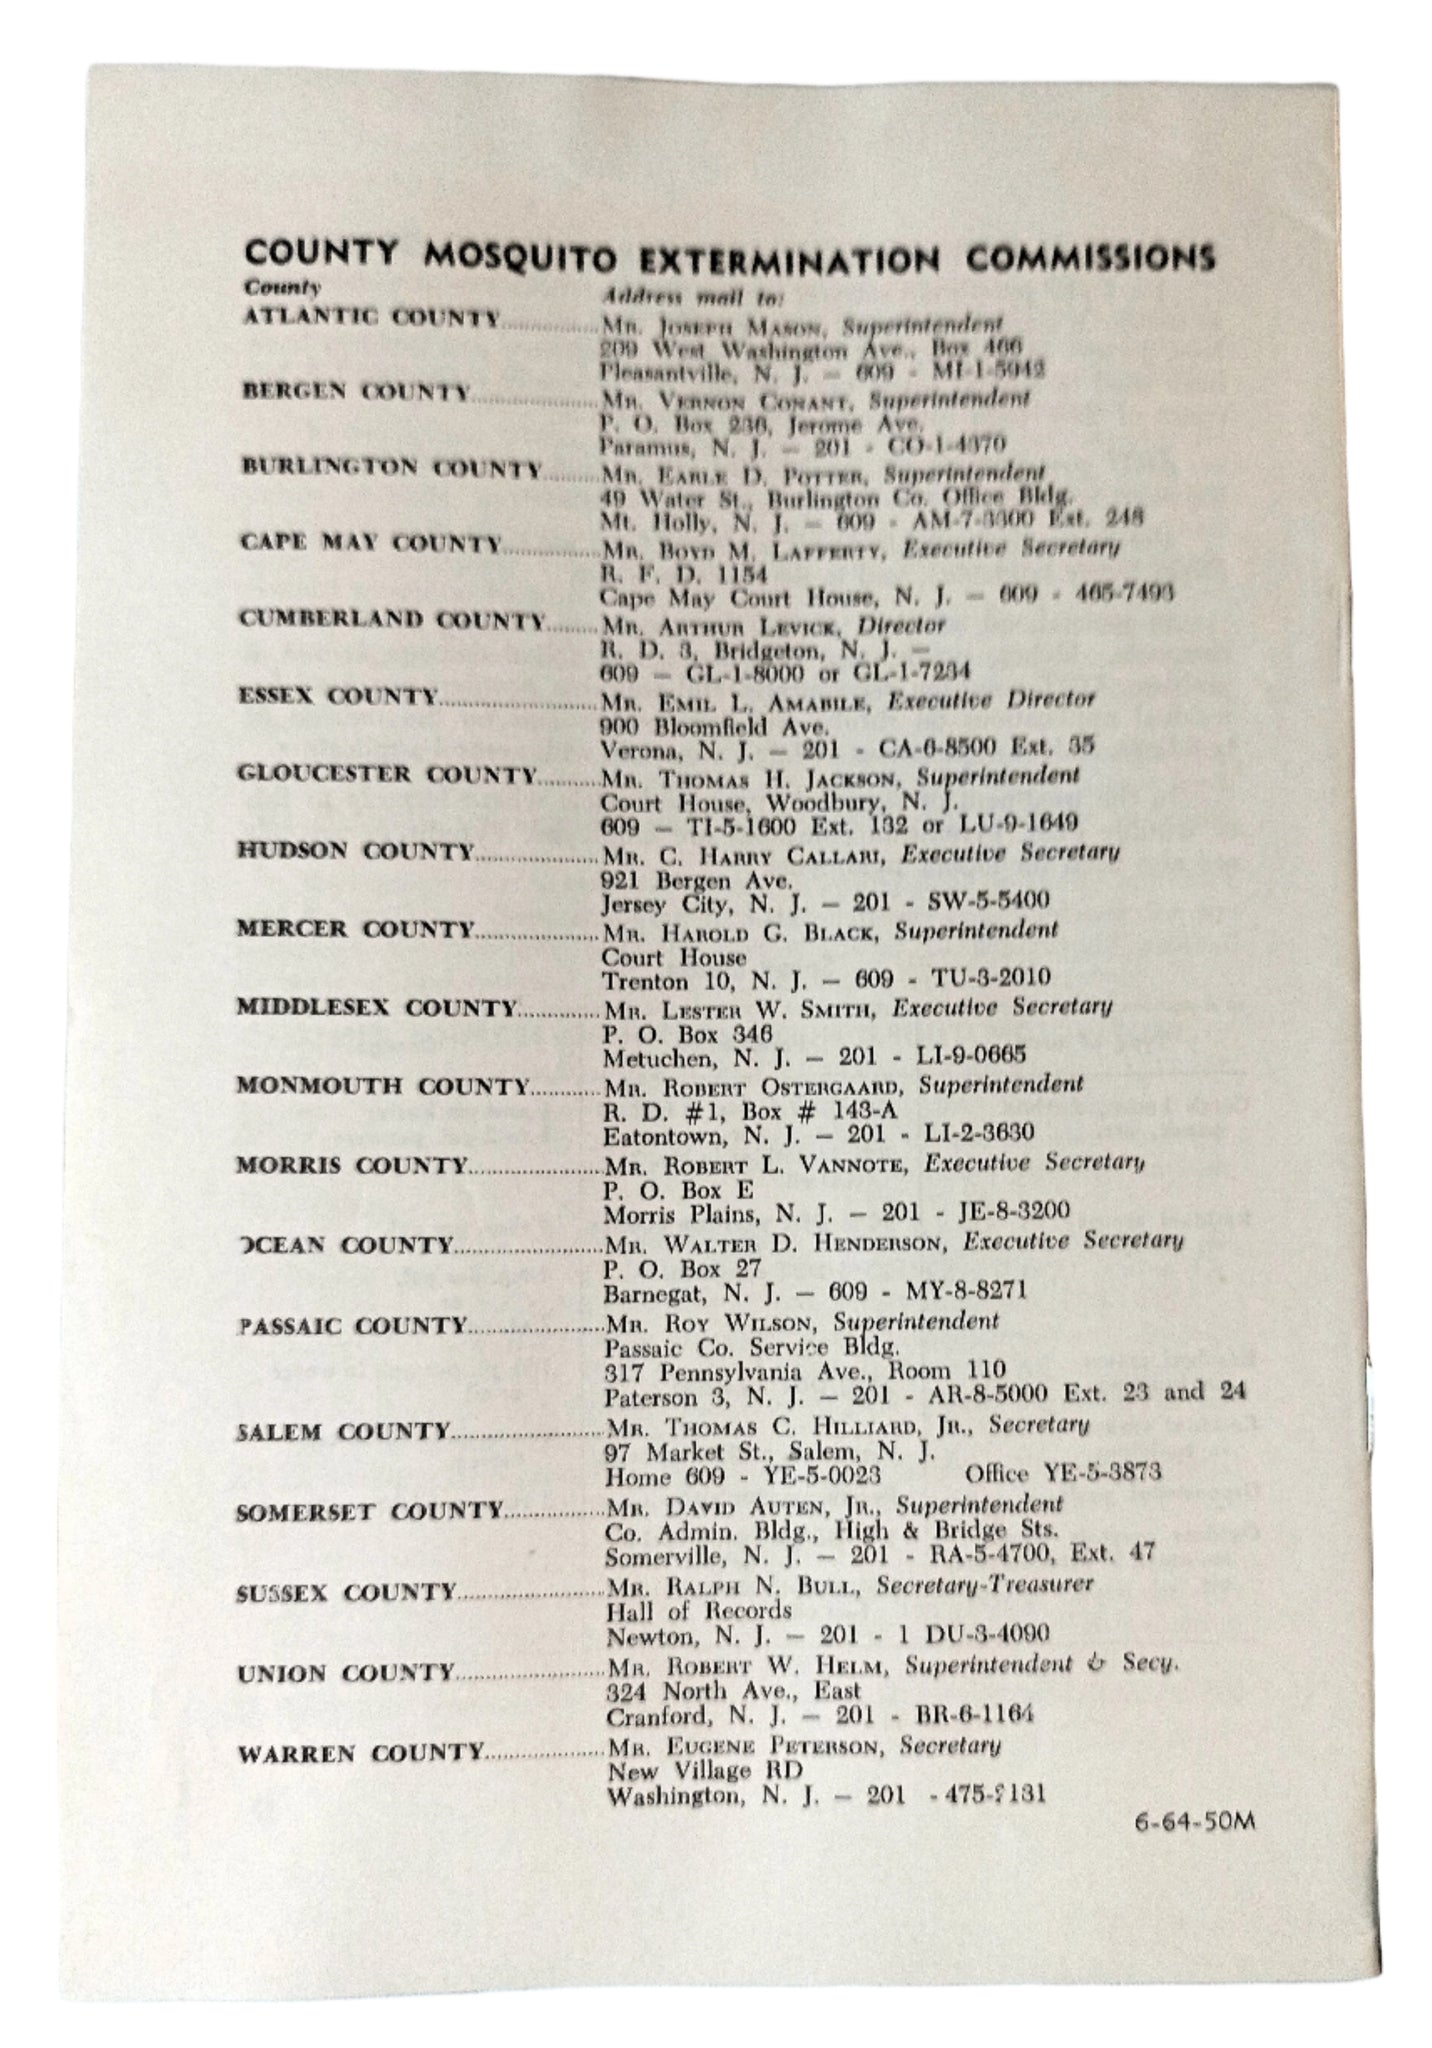 COUNTY MOSQUITO EXTERMINATION COMMISSIONS
County Address mail to:
ATLANTIC COUNTY..................Mr. Joseph Mason, Superintendent
209 West Washington Ave., Box 466
Pleasantville, N. J. — 609 - MI-1-5942
BERGEN COUNTY......................Mr. Vernon Conant, Superintendent
P. O. Box 236, Jerome Ave.
Paramus, N. J. — 201 - CO-1-4370
BURLINGTON COUNTY..........Mr. Earle D. Potter, Superintendent
49 Water St., Burlington Co. Office Bldg.
Mt. Holly, N. J. — 609 - AM-7-3300 Ext. 248
CAPE MAY COUNTY.................Mr. Boyd M. Lafferty, Executive Secretary
R. F. D. 1154
Cape May Court House, N. J. — 609 - 465-7493
CUMBERLAND COUNTY..........Mr. Arthur Levick, Director
R. D. 3, Bridgeton, N. J. —
609 — GL-1-8000 or GL-1-7234
ESSEX COUNTY............................Mr. Emil L. Amabile, Executive Director
900 Bloomfield Ave.
Verona, N. J. — 201 - CA-6-8500 Ext. 35
GLOUCESTER COUNTY...........Mr. Thomas H. Jackson, Superintendent
Court House, Woodbury, N. J.
609 — TI-5-1600 Ext. 132 or LU-9-1649
HUDSON COUNTY......................Mr. C. Harry Callari, Executive Secretary
921 Bergen Ave.
Jersey City, N. J. — 201 - SW-5-5400
MERCER COUNTY......................Mr. Harold G. Black, Superintendent
Court House
Trenton 10, N. J. — 609 - TU-3-2010
MIDDLESEX COUNTY..............Mr. Lester W. Smith, Executive Secretary
P. O. Box 346
Metuchen, N. J. — 201 - LI-9-0665
MONMOUTH COUNTY............Mr. Robert Ostergaard, Superintendent
R. D. #1, Box # 143-A
Eatontown, N. J. — 201 - LI-2-3630
MORRIS COUNTY........................Mr. Robert L. Vannote, Executive Secretary
P. O. Box E
Morris Plains, N. J. — 201 - JE-8-3200
OCEAN COUNTY..........................Mr. Walter D. Henderson, Executive Secretary
P. O. Box 27
Barnegat, N. J. — 609 - MY-8-8271
PASSAIC COUNTY........................Mr. Roy Wilson, Superintendent
Passaic Co. Service Bldg.
317 Pennsylvania Ave., Room 110
Paterson 3, N. J. — 201 - AR-8-5000 Ext. 23 and 24
SALEM COUNTY...........................Mr. Thomas C. Hilliard, Jr., Secretary
97 Market St., Salem, N. J.
Home 609 - YE-5-0023 Office YE-5-3873
SOMERSET COUNTY..................Mr. David Auten, Jr., Superintendent
Co. Admin. Bldg., High & Bridge Sts.
Somerville, N. J. — 201 - RA-5-4700, Ext. 47
SUSSEX COUNTY..........................Mr. Ralph N. Bull, Secretary-Treasurer
Hall of Records
Newton, N. J. — 201 - 1 DU-3-4090
UNION COUNTY..........................Mr. Robert W. Helm, Superintendent & Secy.
324 North Ave., East
Cranford, N. J. — 201 - BR-6-1164
WARREN COUNTY.....................Mr. Eugene Peterson, Secretary
New Village RD
Washington, N. J. — 201
6-64-50M